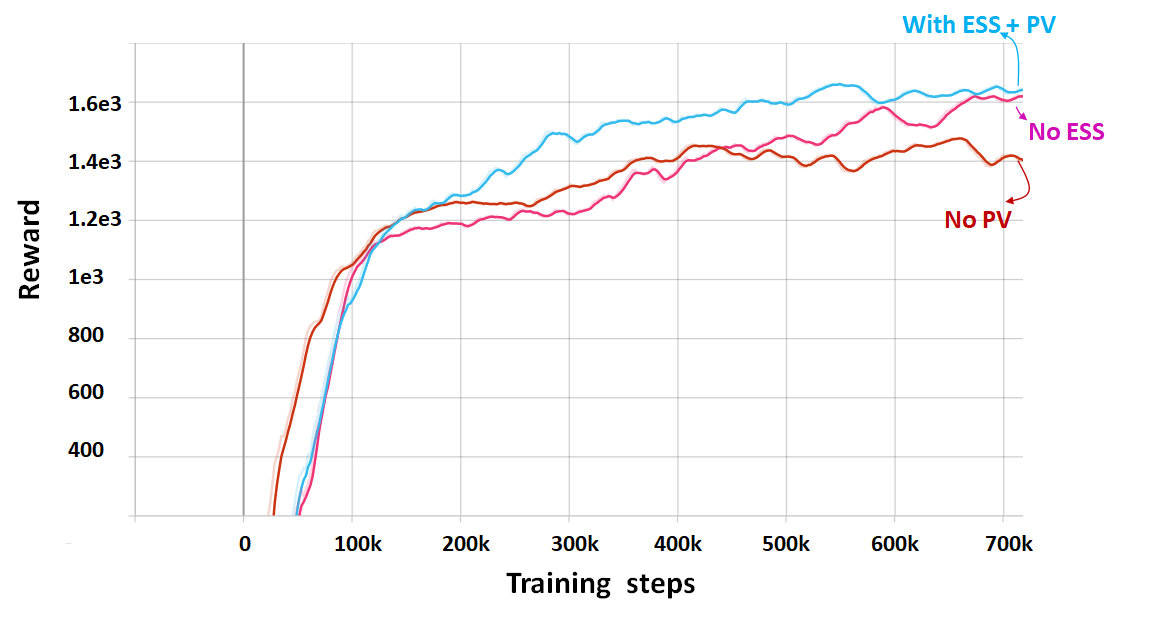 With ESS + PV
1.6e3
No ESS
1.4e3
1.2e3
No PV
Reward
1e3
800
600
400
0 100k 200k 300k 400k 500k 600k 700k
Training steps